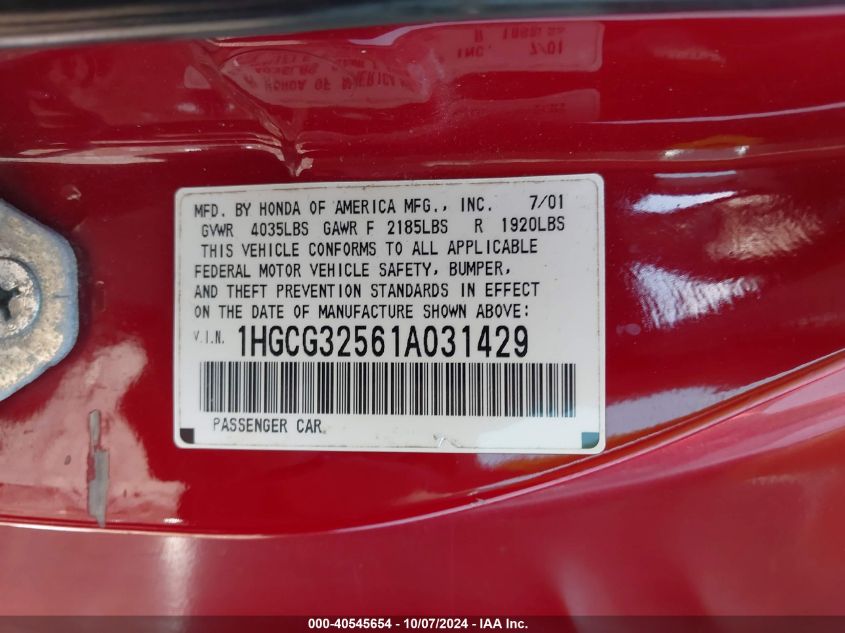 MFD. BY HONDA OF AMERICA MFG., INC. 7/01
GVWR 4035LBS GAWR F 2185LBS R 1920LBS
THIS VEHICLE CONFORMS TO ALL APPLICABLE
FEDERAL MOTOR VEHICLE SAFETY, BUMPER,
AND THEFT PREVENTION STANDARDS IN EFFECT
ON THE DATE OF MANUFACTURE SHOWN ABOVE:
V.I.N. 1HGCG32561A031429
PASSENGER CAR
000-40545654 - 10/07/2024 - IAA Inc.